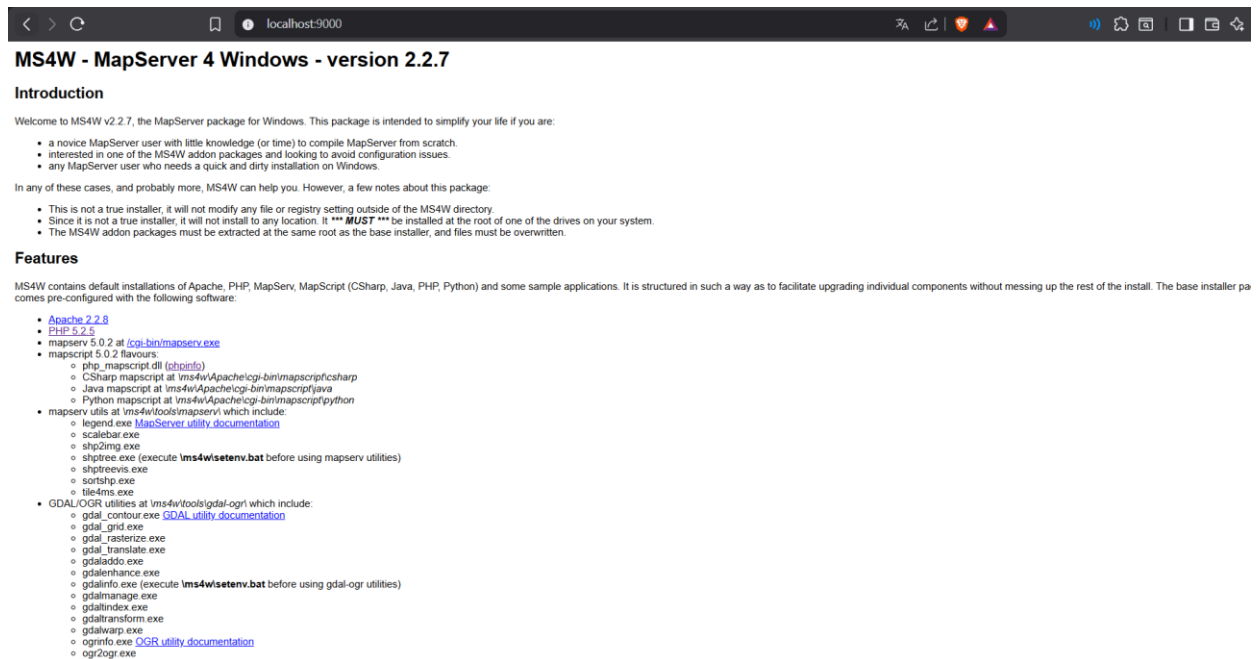 localhost:9000
MS4W - MapServer 4 Windows - version 2.2.7
Introduction
Welcome to MS4W v2.2.7, the MapServer package for Windows. This package is intended to simplify your life if you are:
• a novice MapServer user with little knowledge (or time) to compile MapServer from scratch.
• interested in one of the MS4W addon packages and looking to avoid configuration issues.
• any MapServer user who needs a quick and dirty installation on Windows.
In any of these cases, and probably more, MS4W can help you. However, a few notes about this package:
• This is not a true installer, it will not modify any file or registry setting outside of the MS4W directory.
• Since it is not a true installer, it will not install to any location. It *** MUST *** be installed at the root of one of the drives on your system.
• The MS4W addon packages must be extracted at the same root as the base installer, and files must be overwritten.
Features
MS4W contains default installations of Apache, PHP, MapServ, MapScript (CSharp, Java, PHP, Python) and some sample applications. It is structured in such a way as to facilitate upgrading individual components without messing up the rest of the install. The base installer pa
comes pre-configured with the following software:
• Apache 2.2.8
• PHP 5.2.5
• mapserv 5.0.2 at /cgi-bin/mapserv.exe
• mapscript 5.0.2 flavours:
○ php_mapscript.dll (phpinfo)
○ CSharp mapscript at \ms4w\Apache\cgi-bin\mapscript\csharp
○ Java mapscript at \ms4w\Apache\cgi-bin\mapscript\java
○ Python mapscript at \ms4w\Apache\cgi-bin\mapscript\python
• mapserv utils at \ms4w\tools\mapserv\ which include:
○ legend.exe MapServer utility documentation
○ scalebar.exe
○ shp2img.exe
○ shptree.exe (execute \ms4w\setenv.bat before using mapserv utilities)
○ shptreevis.exe
○ sortshp.exe
○ tile4ms.exe
• GDAL/OGR utilities at \ms4w\tools\gdal-ogr\ which include:
○ gdal_contour.exe GDAL utility documentation
○ gdal_grid.exe
○ gdal_rasterize.exe
○ gdal_translate.exe
○ gdaladdo.exe
○ gdalenhance.exe
○ gdalinfo.exe (execute \ms4w\setenv.bat before using gdal-ogr utilities)
○ gdalmanage.exe
○ gdaltindex.exe
○ gdaltransform.exe
○ gdalwarp.exe
○ ogrinfo.exe OGR utility documentation
○ ogr2ogr.exe